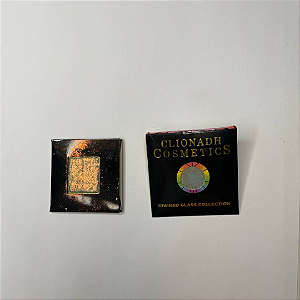 CLIONADH
COSMETICS
STAINED GLASS COLLECTION